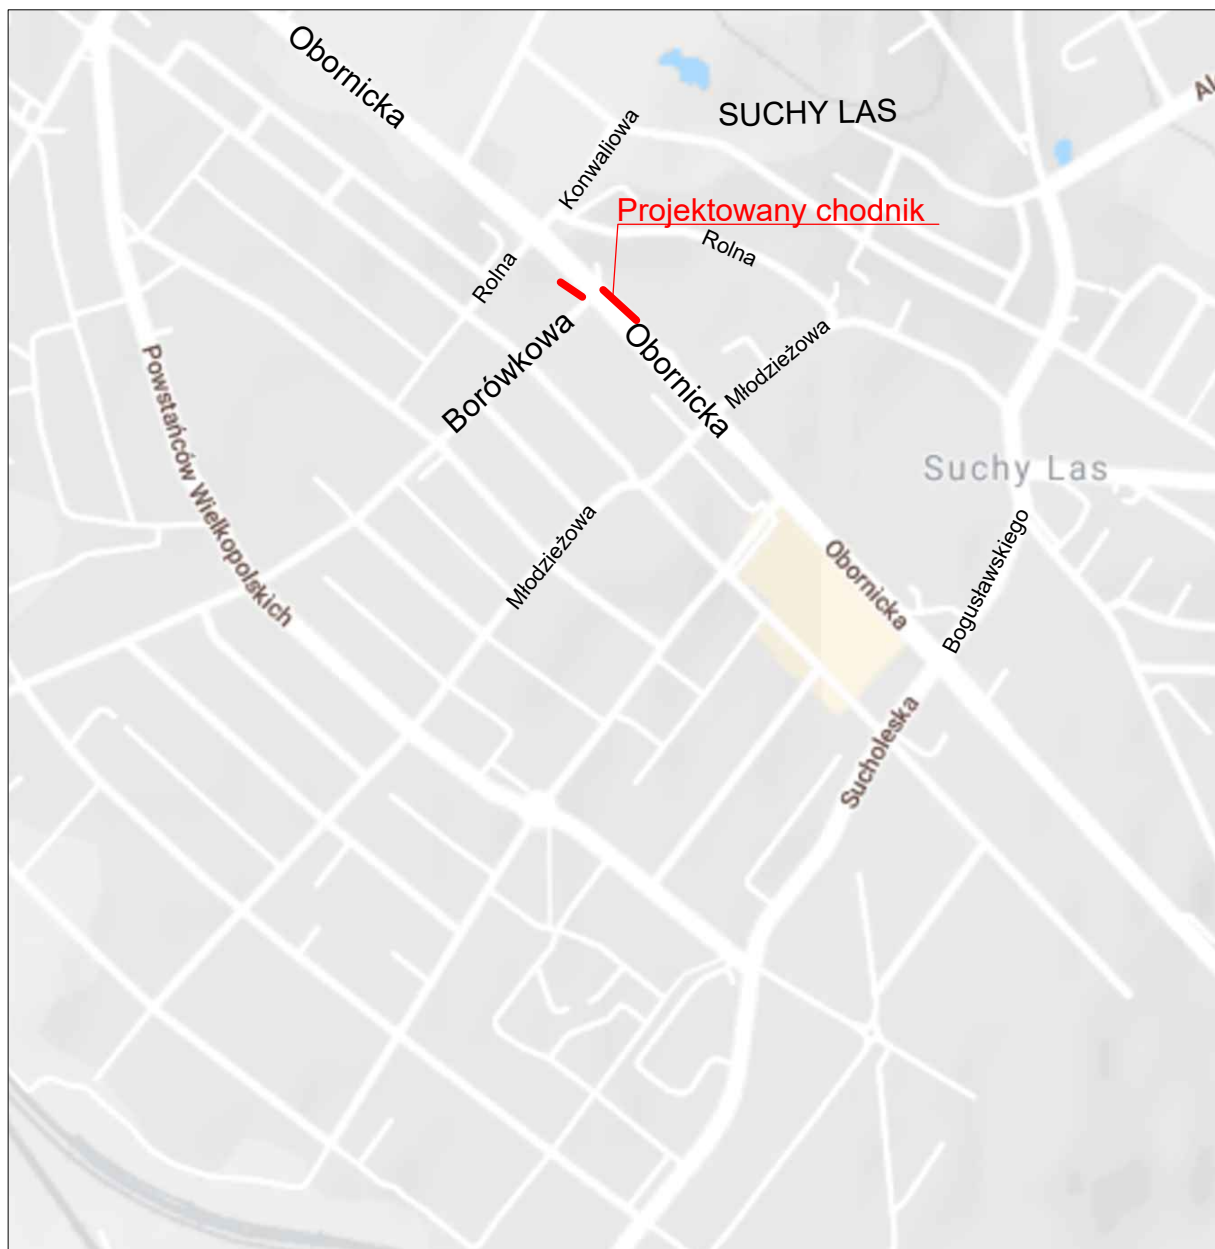 Obornicka
SUCHY LAS
Al
Konwaliowa
Projektowany chodnik
Rolna
Rolna
Borówkowa
Obornicka
Młodzieżowa
Powstańców Wielkopolskich
Suchy Las
Młodzieżowa
Obornicka
Bogusławskiego
Sucholeska